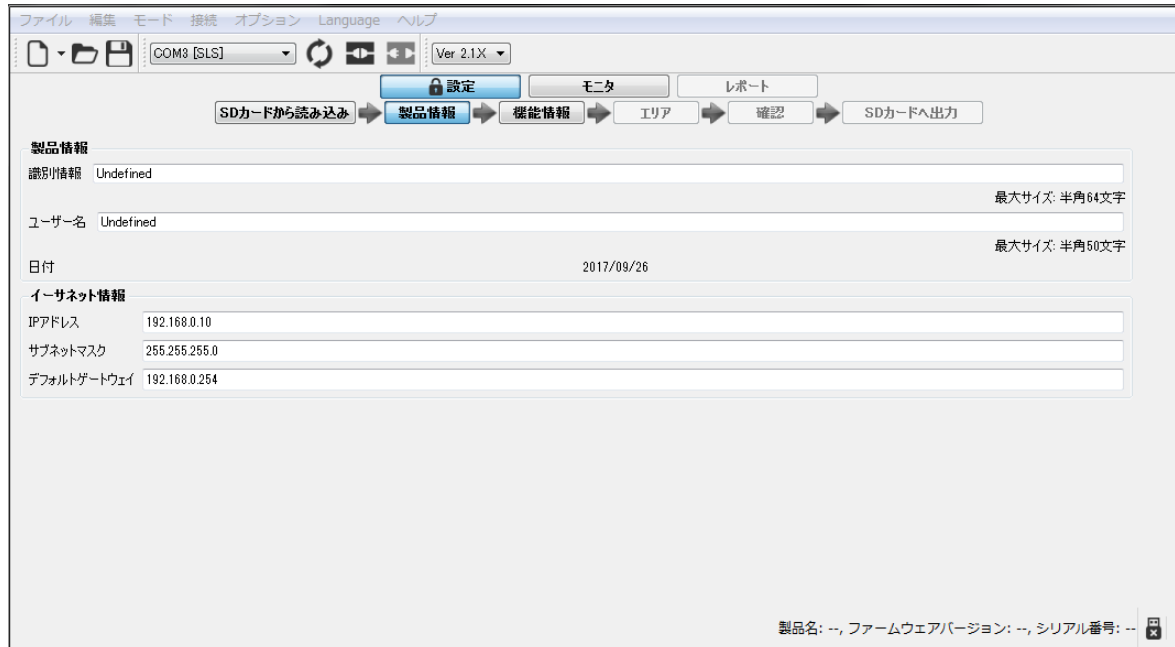 ファイル 編集 モード 接続 オプション Language ヘルプ
COM3 [SLS] Ver 2.1X
設定 モニタ レポート
SDカードから読み込み 製品情報 機能情報 エリア 確認 SDカードへ出力
製品情報
識別情報 Undefined
最大サイズ: 半角64文字
ユーザー名 Undefined
最大サイズ: 半角50文字
日付 2017/09/26
イーサネット情報
IPアドレス 192.168.0.10
サブネットマスク 255.255.255.0
デフォルトゲートウェイ 192.168.0.254
製品名: --, ファームウェアバージョン: --, シリアル番号: --